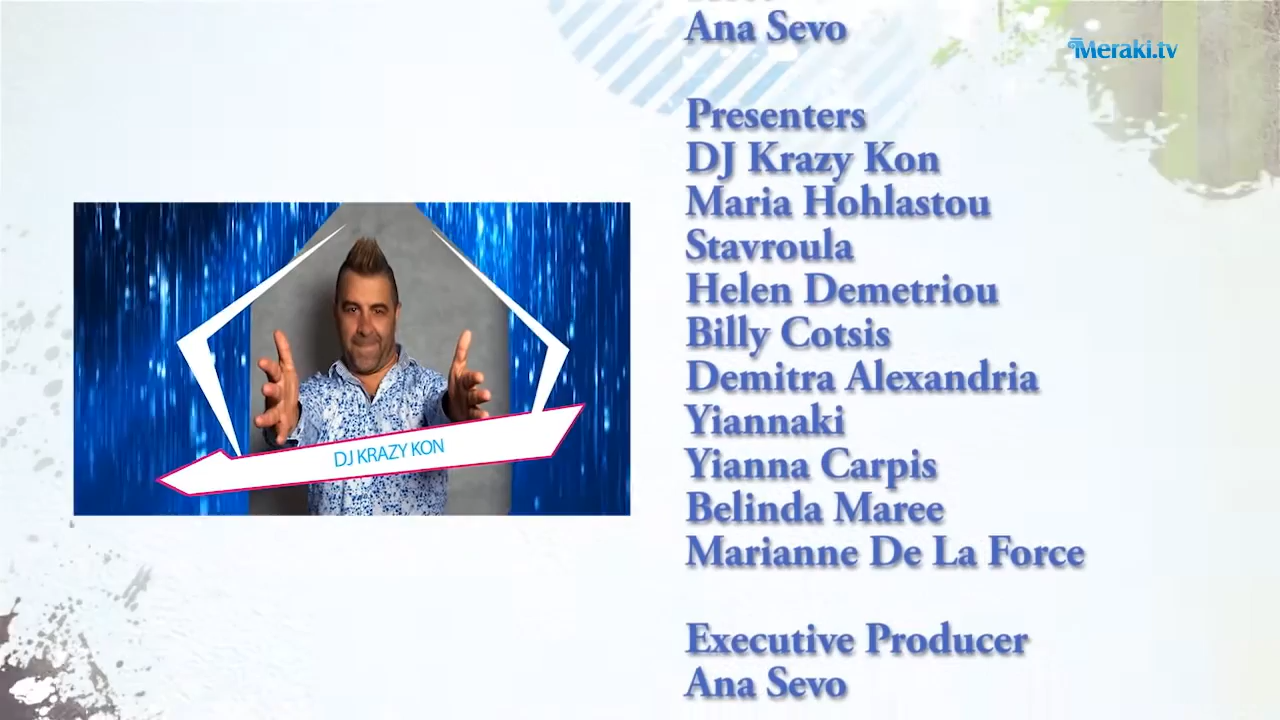 Ana Sevo
Meraki.tv
Presenters
DJ Krazy Kon
Maria Hohlastou
Stavroula
Helen Demetriou
Billy Cotsis
Demitra Alexandria
Yiannaki
Yianna Carpis
Belinda Maree
Marianne De La Force
Executive Producer
Ana Sevo
DJ KRAZY KON